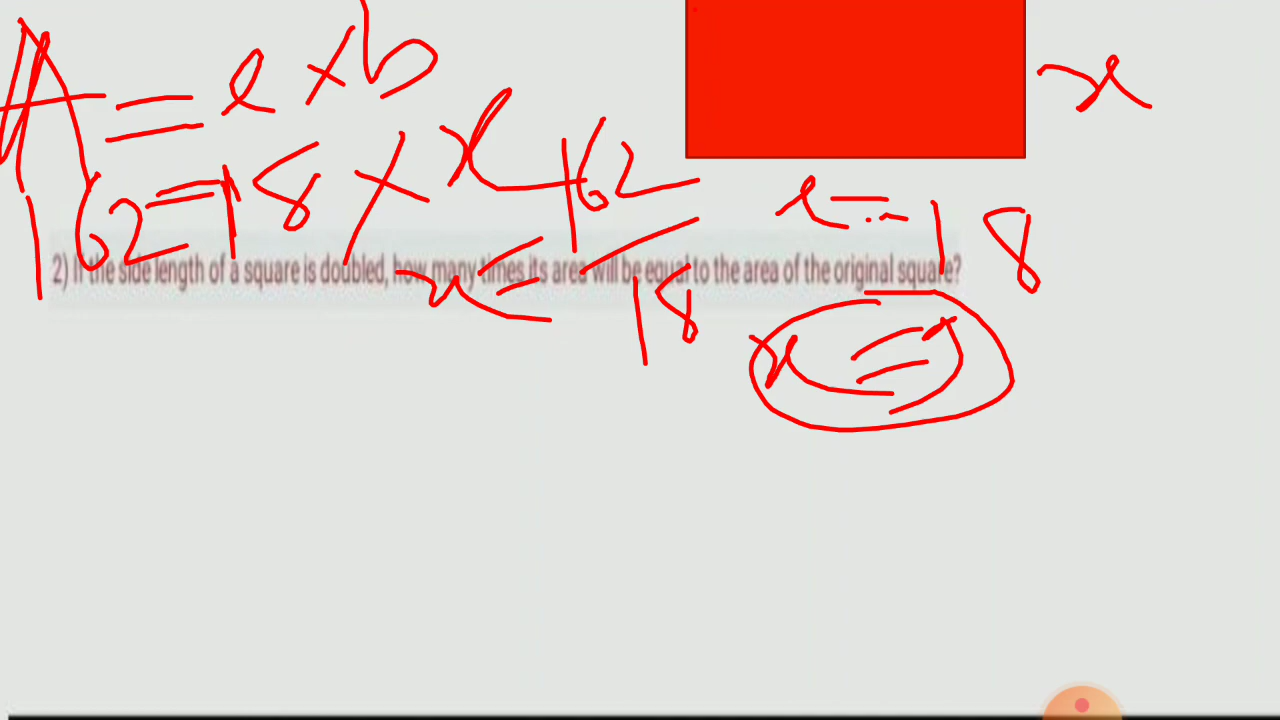 A = l × b
x
162 = 18 × x
l = 18
x = 162
18
2) If the side length of a square is doubled, how many times its area will be equal to the area of the original square?
x =